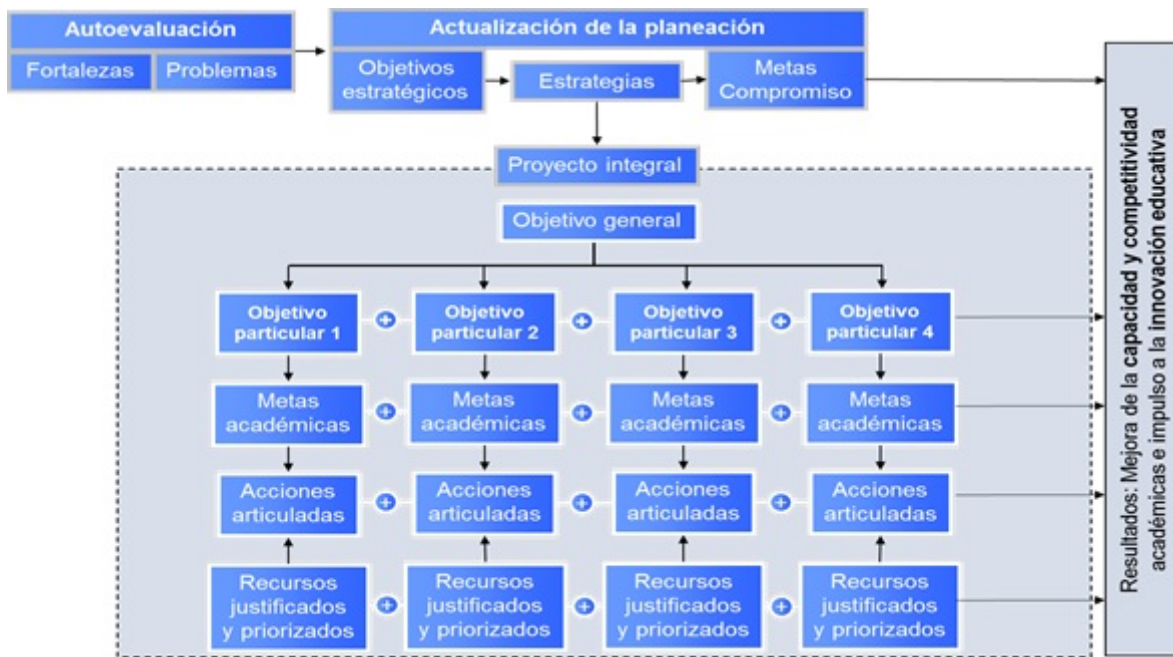 Autoevaluación
Fortalezas
Problemas
Actualización de la planeación
Objetivos
estratégicos
Estrategias
Metas
Compromiso
Proyecto integral
Objetivo general
Objetivo
particular 1
Objetivo
particular 2
Objetivo
particular 3
Objetivo
particular 4
Metas
académicas
Metas
académicas
Metas
académicas
Metas
académicas
Acciones
articuladas
Acciones
articuladas
Acciones
articuladas
Acciones
articuladas
Recursos
justificados
y priorizados
Recursos
justificados
y priorizados
Recursos
justificados
y priorizados
Recursos
justificados
y priorizados
Resultados: Mejora de la capacidad y competitividad
académicas e impulso a la innovación educativa